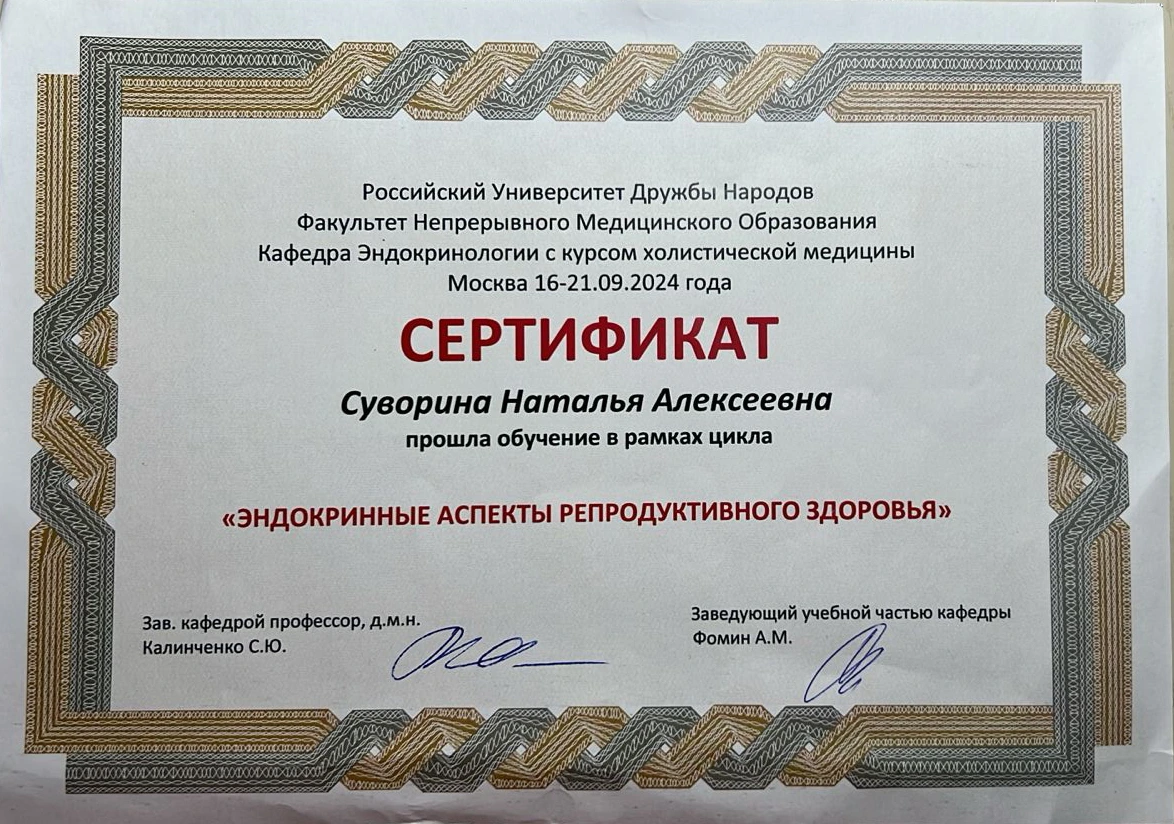 Российский Университет Дружбы Народов
Факультет Непрерывного Медицинского Образования
Кафедра Эндокринологии с курсом холистической медицины
Москва 16-21.09.2024 года
СЕРТИФИКАТ
Суворина Наталья Алексеевна
прошла обучение в рамках цикла
«ЭНДОКРИННЫЕ АСПЕКТЫ РЕПРОДУКТИВНОГО ЗДОРОВЬЯ»
Зав. кафедрой профессор, д.м.н.
Калинченко С.Ю.
Заведующий учебной частью кафедры
Фомин А.М.